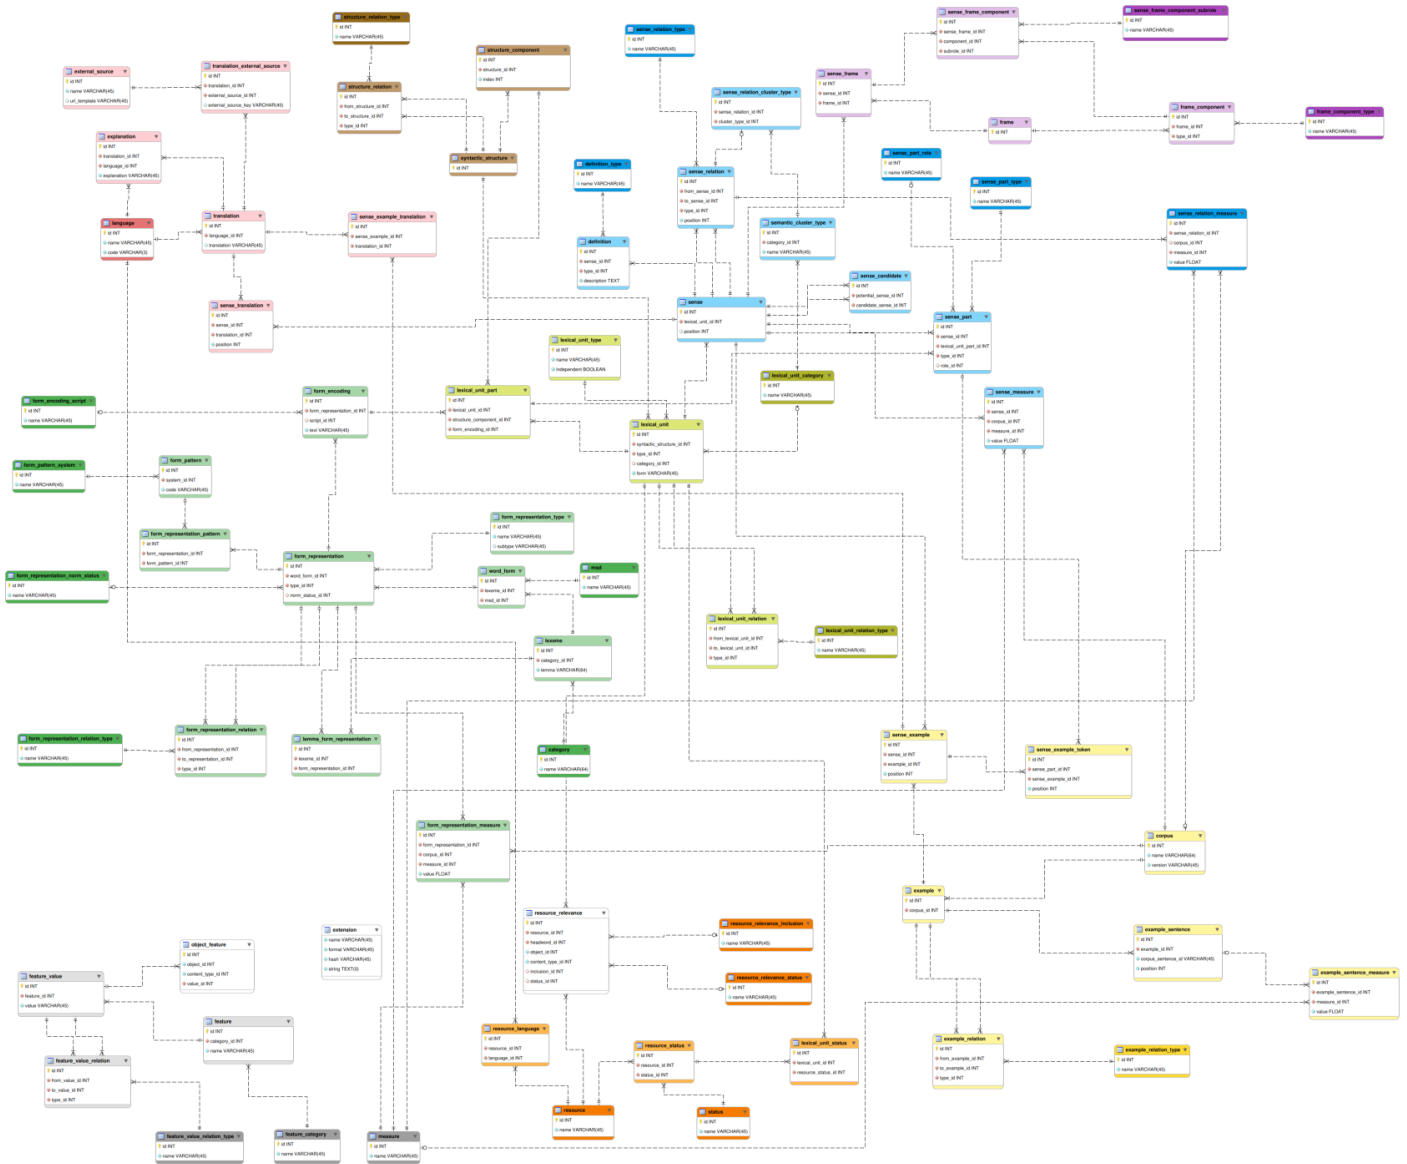 structure_relation_type
id INT
name VARCHAR(45)
structure_component
id INT
structure_id INT
index INT
sense_relation_type
id INT
name VARCHAR(45)
sense_frame_component
id INT
sense_frame_id INT
component_id INT
subrole_id INT
sense_frame_component_subrole
id INT
name VARCHAR(45)
external_source
id INT
name VARCHAR(45)
url_template VARCHAR(45)
translation_external_source
id INT
translation_id INT
external_source_id INT
external_source_key VARCHAR(45)
structure_relation
id INT
from_structure_id INT
to_structure_id INT
type_id INT
sense_relation_cluster_type
id INT
sense_relation_id INT
cluster_type_id INT
sense_frame
id INT
sense_id INT
frame_id INT
frame
id INT
frame_component
id INT
frame_id INT
type_id INT
frame_component_type
id INT
name VARCHAR(45)
explanation
id INT
translation_id INT
language_id INT
explanation VARCHAR(45)
syntactic_structure
id INT
definition_type
id INT
name VARCHAR(45)
sense_relation
id INT
from_sense_id INT
to_sense_id INT
type_id INT
position INT
sense_part_role
id INT
name VARCHAR(45)
sense_part_type
id INT
name VARCHAR(45)
language
id INT
name VARCHAR(45)
code VARCHAR(3)
translation
id INT
language_id INT
translation VARCHAR(45)
sense_example_translation
id INT
sense_example_id INT
translation_id INT
definition
id INT
sense_id INT
type_id INT
description TEXT
semantic_cluster_type
id INT
category_id INT
name VARCHAR(45)
sense_relation_measure
id INT
sense_relation_id INT
corpus_id INT
measure_id INT
value FLOAT
sense_candidate
id INT
potential_sense_id INT
candidate_sense_id INT
sense_translation
id INT
sense_id INT
translation_id INT
position INT
sense
id INT
lexical_unit_id INT
position INT
sense_part
id INT
sense_id INT
lexical_unit_part_id INT
type_id INT
role_id INT
lexical_unit_type
id INT
name VARCHAR(45)
independent BOOLEAN
lexical_unit_category
id INT
name VARCHAR(45)
form_encoding_script
id INT
name VARCHAR(45)
form_encoding
id INT
form_representation_id INT
script_id INT
text VARCHAR(45)
lexical_unit_part
id INT
lexical_unit_id INT
structure_component_id INT
form_encoding_id INT
sense_measure
id INT
sense_id INT
corpus_id INT
measure_id INT
value FLOAT
lexical_unit
id INT
syntactic_structure_id INT
type_id INT
category_id INT
form VARCHAR(45)
form_pattern_system
id INT
name VARCHAR(45)
form_pattern
id INT
system_id INT
code VARCHAR(45)
form_representation_type
id INT
name VARCHAR(45)
subtype VARCHAR(45)
form_representation_pattern
id INT
form_representation_id INT
form_pattern_id INT
form_representation
id INT
word_form_id INT
type_id INT
norm_status_id INT
form_representation_norm_status
id INT
name VARCHAR(45)
word_form
id INT
lexeme_id INT
msd_id INT
msd
id INT
name VARCHAR(45)
lexical_unit_relation
id INT
from_lexical_unit_id INT
to_lexical_unit_id INT
type_id INT
lexical_unit_relation_type
id INT
name VARCHAR(45)
lexeme
id INT
category_id INT
lemma VARCHAR(64)
form_representation_relation_type
id INT
name VARCHAR(45)
form_representation_relation
id INT
from_representation_id INT
to_representation_id INT
type_id INT
lemma_form_representation
id INT
lexeme_id INT
form_representation_id INT
category
id INT
name VARCHAR(64)
sense_example
id INT
sense_id INT
example_id INT
position INT
sense_example_token
id INT
sense_part_id INT
sense_example_id INT
position INT
form_representation_measure
id INT
form_representation_id INT
corpus_id INT
measure_id INT
value FLOAT
corpus
id INT
name VARCHAR(64)
version VARCHAR(45)
example
id INT
corpus_id INT
resource_relevance
id INT
resource_id INT
headword_id INT
object_id INT
content_type_id INT
inclusion_id INT
status_id INT
resource_relevance_inclusion
id INT
name VARCHAR(45)
extension
name VARCHAR(45)
format VARCHAR(45)
hash VARCHAR(45)
string TEXT(0)
object_feature
id INT
object_id INT
content_type_id INT
value_id INT
example_sentence
id INT
example_id INT
corpus_sentence_id VARCHAR(45)
position INT
feature_value
id INT
feature_id INT
value VARCHAR(45)
resource_relevance_status
id INT
name VARCHAR(45)
example_sentence_measure
id INT
example_sentence_id INT
measure_id INT
value FLOAT
feature
id INT
category_id INT
name VARCHAR(45)
resource_language
id INT
resource_id INT
language_id INT
resource_status
id INT
resource_id INT
status_id INT
lexical_unit_status
id INT
lexical_unit_id INT
resource_status_id INT
example_relation
id INT
from_example_id INT
to_example_id INT
type_id INT
example_relation_type
id INT
name VARCHAR(45)
feature_value_relation
id INT
from_value_id INT
to_value_id INT
type_id INT
resource
id INT
name VARCHAR(45)
status
id INT
name VARCHAR(45)
feature_value_relation_type
id INT
name VARCHAR(45)
feature_category
id INT
name VARCHAR(45)
measure
id INT
name VARCHAR(45)